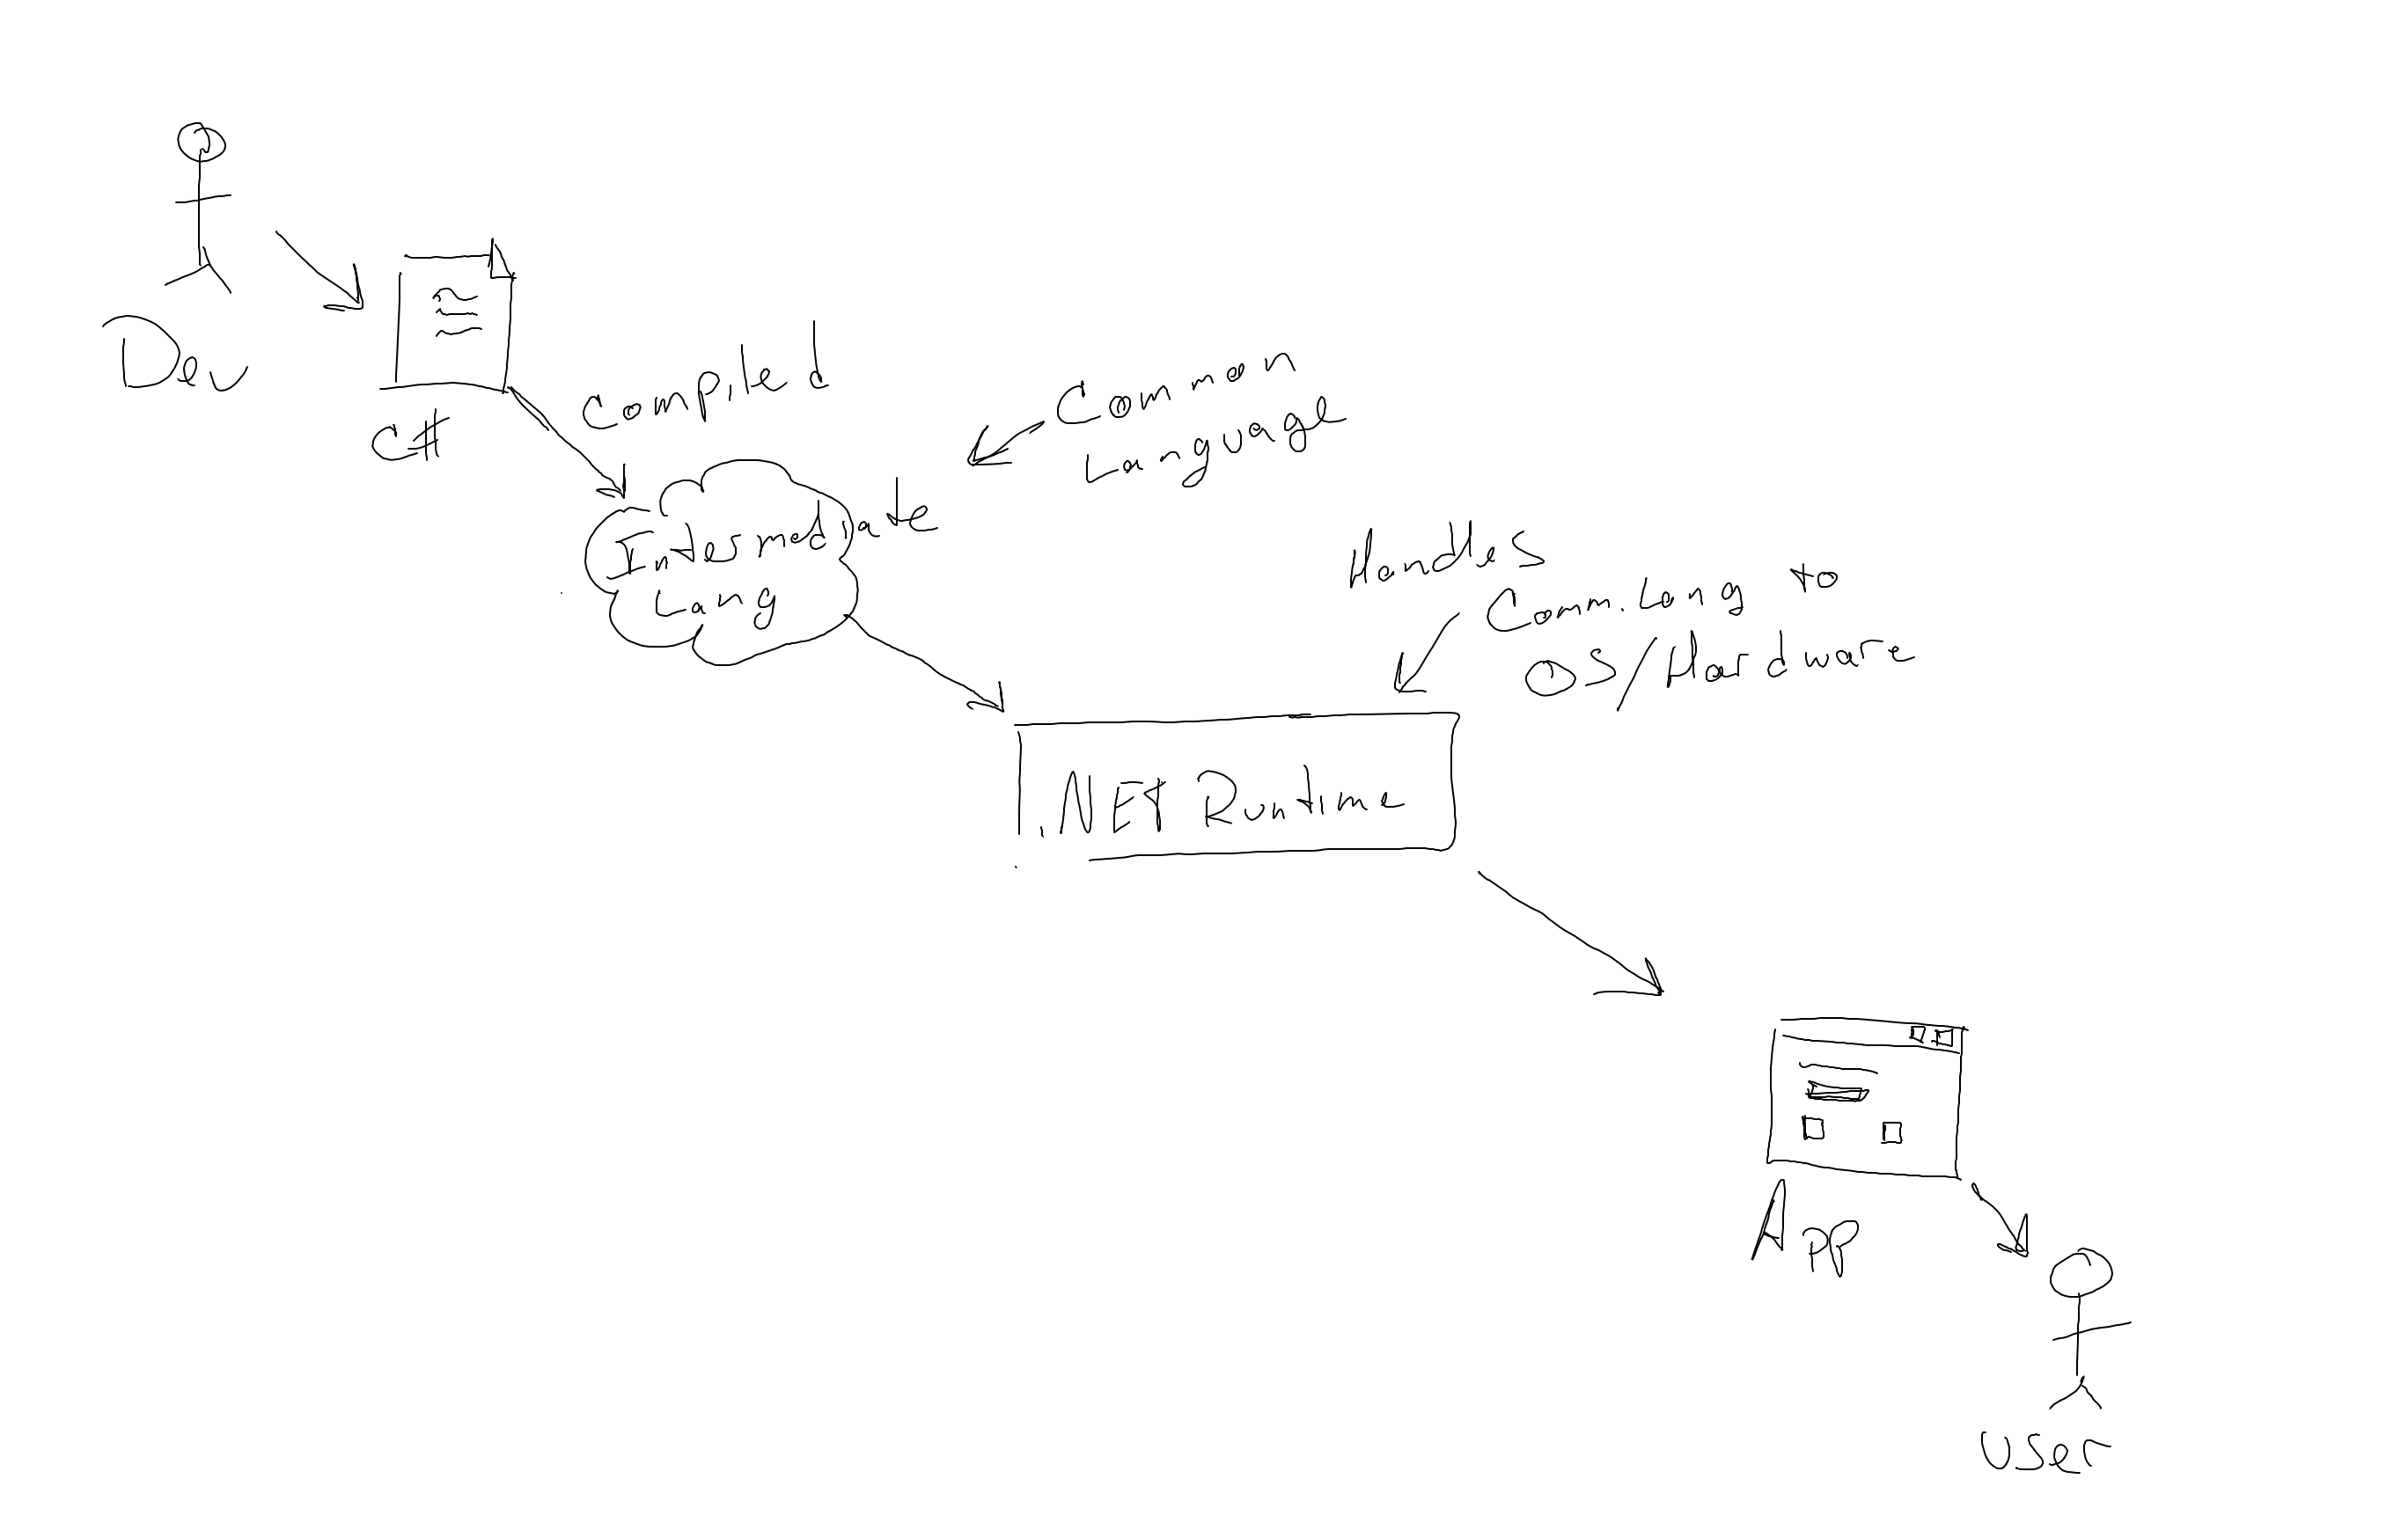 Dev
C#
Compiled
Common
Language
Intermediate
Lang
Handles
Comm. Lang to
OS/Hardware
.NET Runtime
App
User